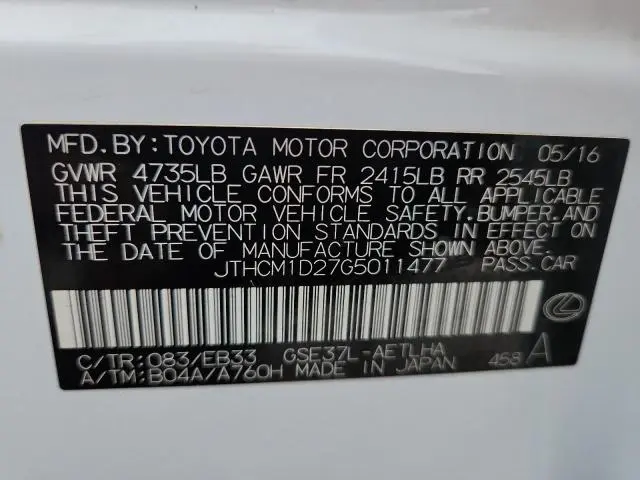 MFD.BY:TOYOTA MOTOR CORPORATION 05/16
GVWR 4735LB GAWR FR 2415LB RR 2545LB
THIS VEHICLE CONFORMS TO ALL APPLICABLE
FEDERAL MOTOR VEHICLE SAFETY,BUMPER,AND
THEFT PREVENTION STANDARDS IN EFFECT ON
THE DATE OF MANUFACTURE SHOWN ABOVE.
JTHCM1D27G5011477 PASS.CAR
C/TR:083/EB33 GSE37L-AETLHA 458 A
A/TM:B04A/A760H MADE IN JAPAN